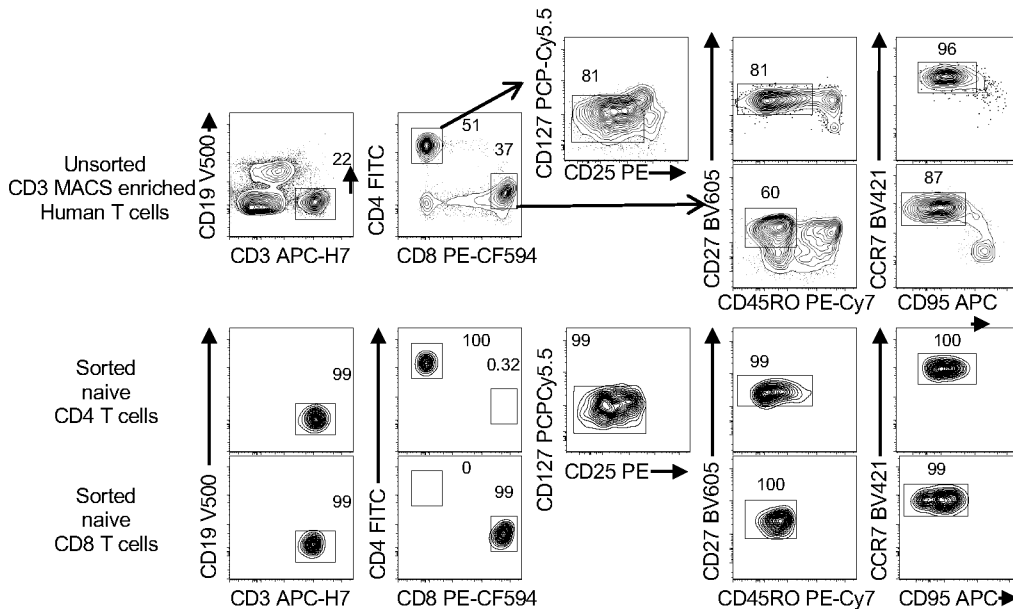 Unsorted
CD3 MACS enriched
Human T cells
CD19 V500
22
CD3 APC-H7
CD4 FITC
51
37
CD8 PE-CF594
CD127 PCP-Cy5.5
81
CD25 PE
CD27 BV605
81
60
CD45RO PE-Cy7
CCR7 BV421
96
87
CD95 APC
Sorted
naive
CD4 T cells
CD19 V500
99
CD4 FITC
100
0.32
CD127 PCPCy5.5
99
CD25 PE
CD27 BV605
99
CCR7 BV421
100
Sorted
naive
CD8 T cells
99
CD3 APC-H7
0
99
CD8 PE-CF594
100
CD45RO PE-Cy7
99
CD95 APC